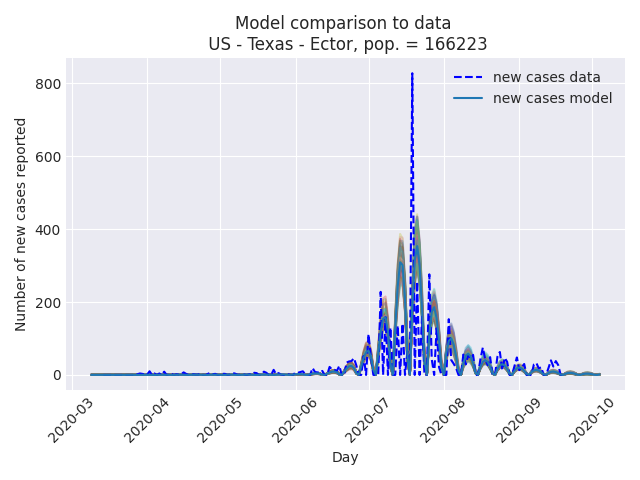 Model comparison to data
US - Texas - Ector, pop. = 166223
new cases data
new cases model
Number of new cases reported
800
600
400
200
0
2020-03
2020-04
2020-05
2020-06
2020-07
2020-08
2020-09
2020-10
Day